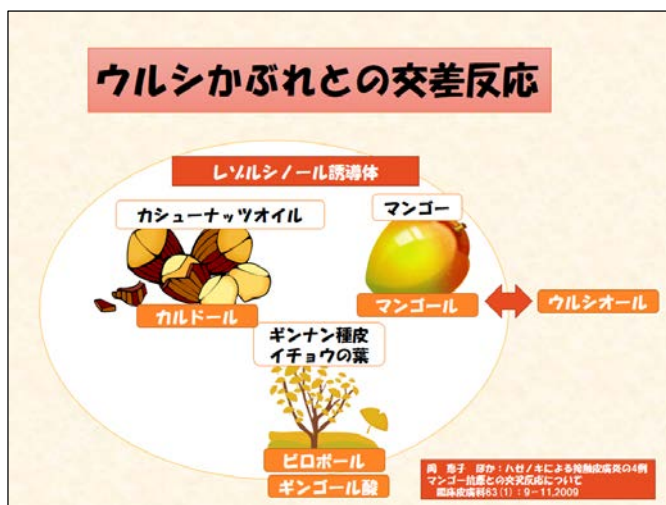 ウルシかぶれとの交差反応
レゾルシノール誘導体
カシューナッツオイル
マンゴー
カルドール
マンゴール
ウルシオール
ギンナン種皮
イチョウの葉
ビロボール
ギンゴール酸
恵子 ほか：ハゼノキによる接触皮膚炎の4例
マンゴー抗原との交叉反応について
臨床皮膚科63(1)：9-11,2009